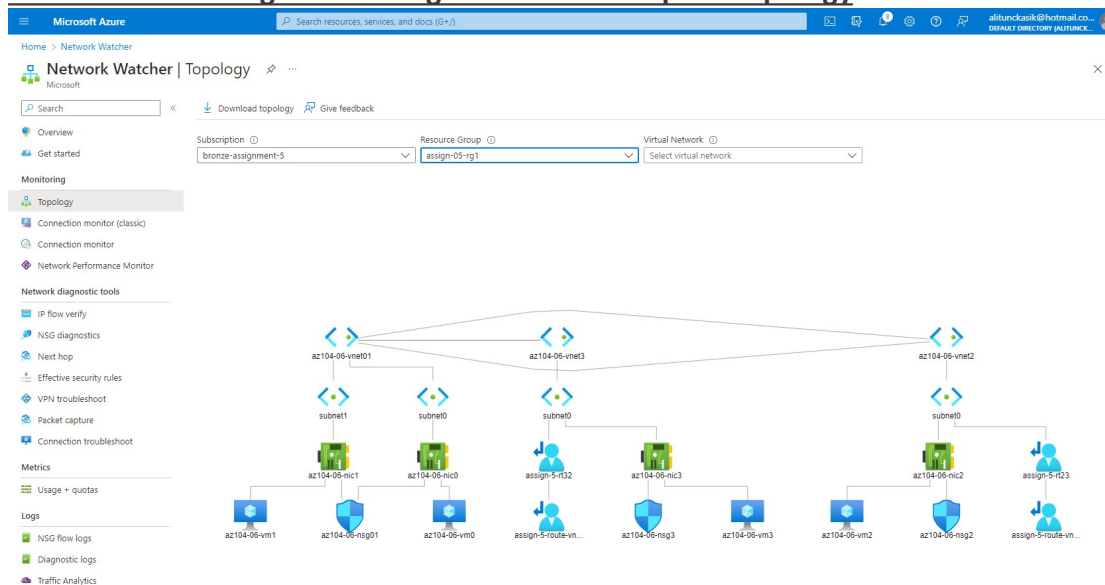 Microsoft Azure
Search resources, services, and docs (G+/)
8
alitunckasik@hotmail.co...
DEFAULT DIRECTORY (ALITUNCK...
Home > Network Watcher
Network Watcher | Topology
Microsoft
Search
Download topology
Give feedback
Overview
Get started
Subscription
Resource Group
Virtual Network
bronze-assignment-5
assign-05-rg1
Select virtual network
Monitoring
Topology
Connection monitor (classic)
Connection monitor
Network Performance Monitor
Network diagnostic tools
IP flow verify
NSG diagnostics
Next hop
Effective security rules
VPN troubleshoot
Packet capture
Connection troubleshoot
Metrics
Usage + quotas
Logs
NSG flow logs
Diagnostic logs
Traffic Analytics
az104-06-vnet01
az104-06-vnet3
az104-06-vnet2
subnet1
subnet0
subnet0
subnet0
az104-06-nic1
az104-06-nic0
assign-5-rt32
az104-06-nic3
az104-06-nic2
assign-5-rt23
az104-06-vm1
az104-06-nsg01
az104-06-vm0
assign-5-route-vn...
az104-06-nsg3
az104-06-vm3
az104-06-vm2
az104-06-nsg2
assign-5-route-vn...